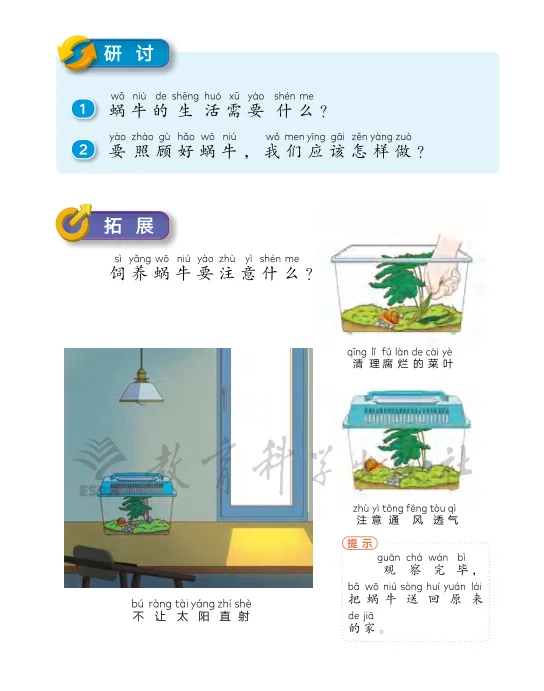 研讨
wō niú de shēng huó xū yào shén me
1 蜗牛的生活需要什么？
yào zhào gù hǎo wō niú wǒ men yīng gāi zěn yàng zuò
2 要照顾好蜗牛，我们应该怎样做？
拓展
sì yǎng wō niú yào zhù yì shén me
饲养蜗牛要注意什么？
qīng lǐ fǔ làn de cài yè
清理腐烂的菜叶
教育科学出版社
zhù yì tōng fēng tòu qì
注意通风透气
bú ràng tài yáng zhí shè
不让太阳直射
提示
guān chá wán bì
观察完毕，
bǎ wō niú sòng huí yuán lái
把蜗牛送回原来
de jiā
的家。